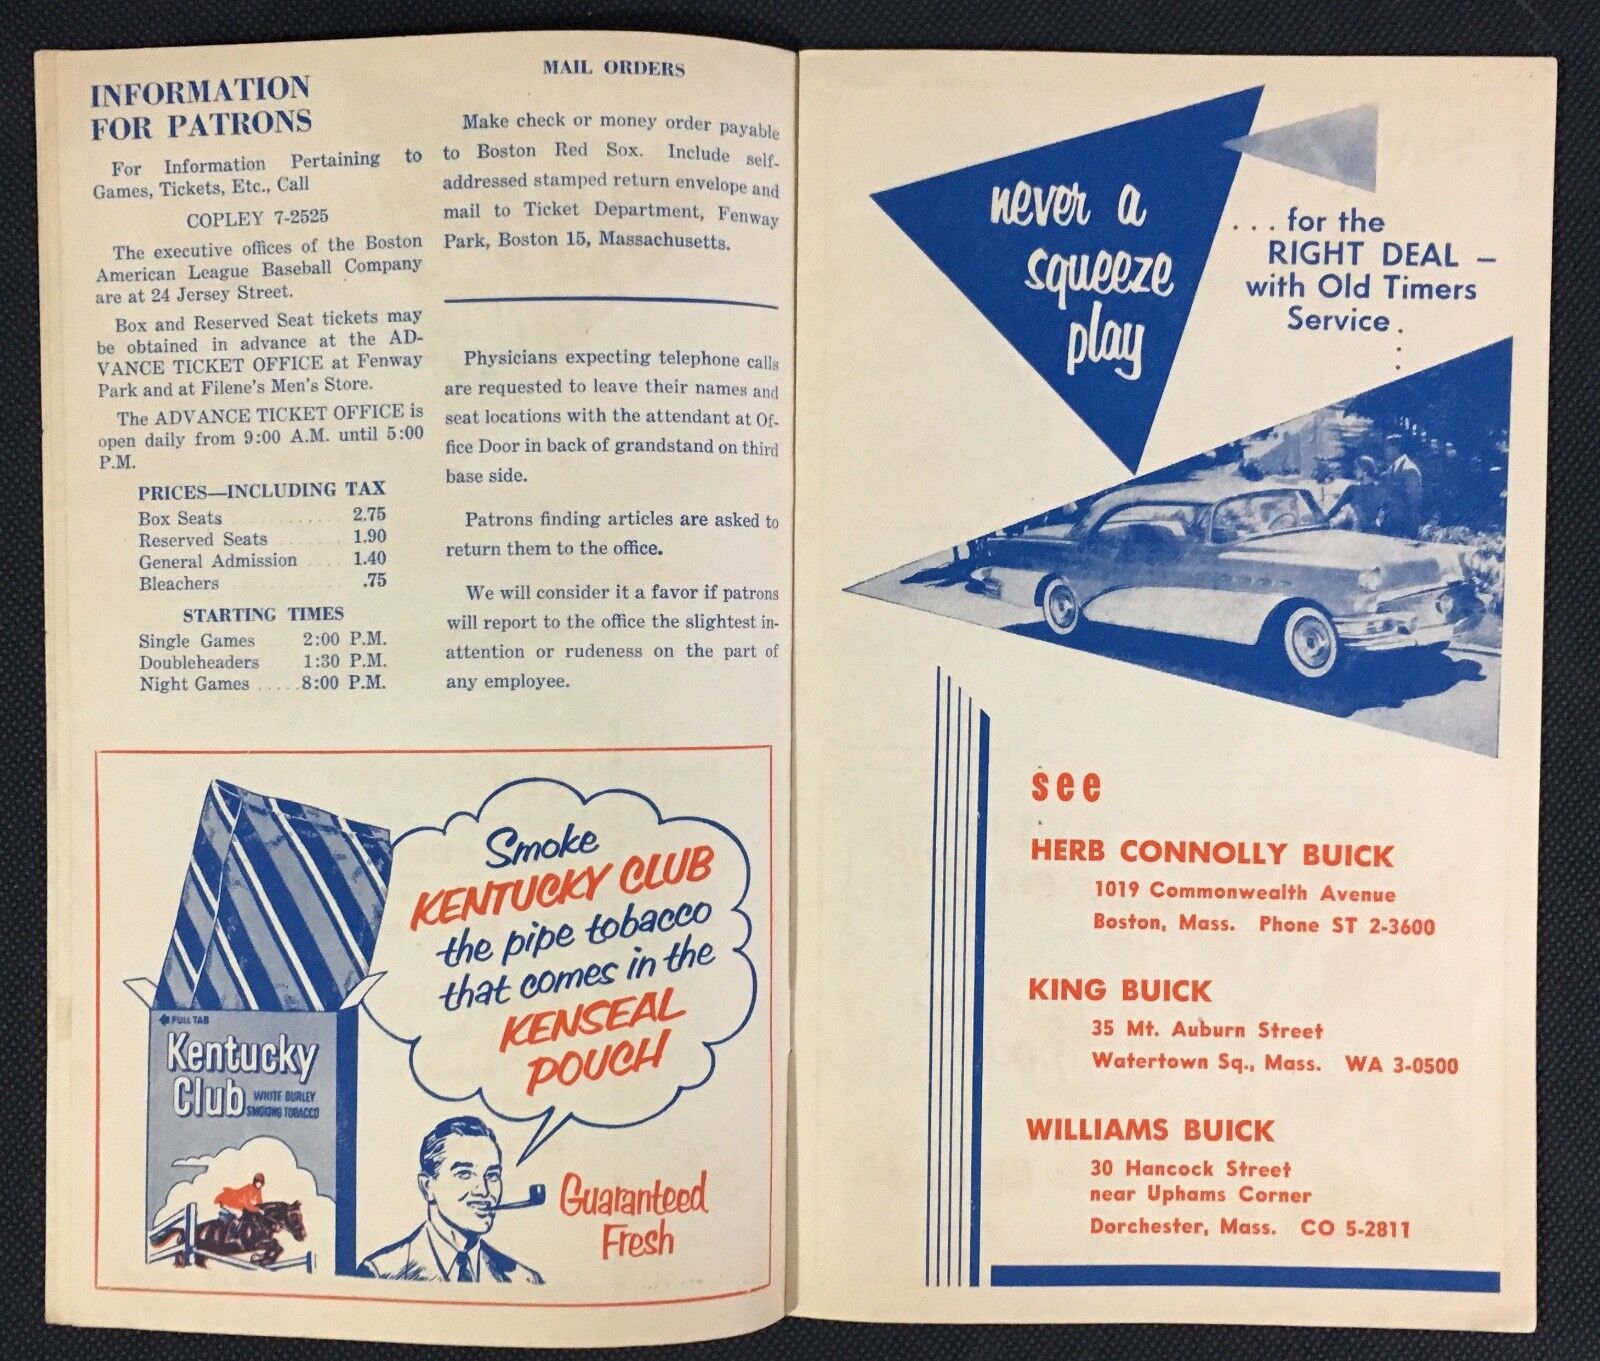 INFORMATION
FOR PATRONS
For Information Pertaining to
Games, Tickets, Etc., Call
COPLEY 7-2525
The executive offices of the Boston
American League Baseball Company
are at 24 Jersey Street.
Box and Reserved Seat tickets may
be obtained in advance at the AD-
VANCE TICKET OFFICE at Fenway
Park and at Filene's Men's Store.
The ADVANCE TICKET OFFICE is
open daily from 9:00 A.M. until 5:00
P.M.
PRICES—INCLUDING TAX
Box Seats ............ 2.75
Reserved Seats ....... 1.90
General Admission .... 1.40
Bleachers ............ .75
STARTING TIMES
Single Games 2:00 P.M.
Doubleheaders 1:30 P.M.
Night Games ..... 8:00 P.M.
MAIL ORDERS
Make check or money order payable
to Boston Red Sox. Include self-
addressed stamped return envelope and
mail to Ticket Department, Fenway
Park, Boston 15, Massachusetts.
Physicians expecting telephone calls
are requested to leave their names and
seat locations with the attendant at Of-
fice Door in back of grandstand on third
base side.
Patrons finding articles are asked to
return them to the office.
We will consider it a favor if patrons
will report to the office the slightest in-
attention or rudeness on the part of
any employee.
Smoke
KENTUCKY CLUB
the pipe tobacco
that comes in the
KENSEAL
POUCH
PULL TAB
Kentucky
Club
WHITE BURLEY
SMOKING TOBACCO
Guaranteed
Fresh
never a
squeeze
play
. . . for the
RIGHT DEAL –
with Old Timers
Service .
see
HERB CONNOLLY BUICK
1019 Commonwealth Avenue
Boston, Mass. Phone ST 2-3600
KING BUICK
35 Mt. Auburn Street
Watertown Sq., Mass. WA 3-0500
WILLIAMS BUICK
30 Hancock Street
near Uphams Corner
Dorchester, Mass. CO 5-2811